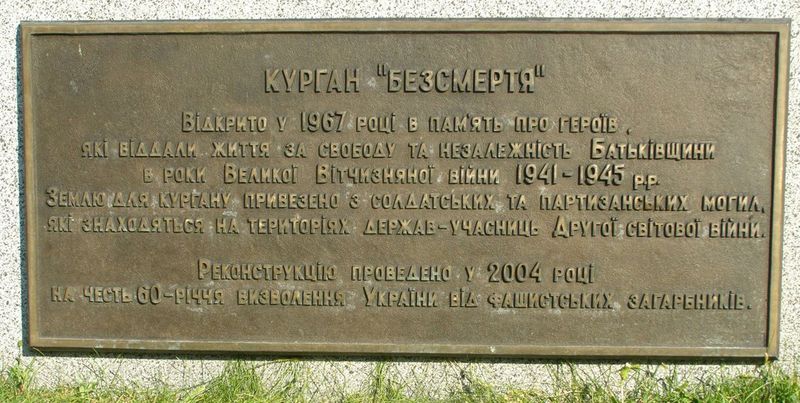 КУРГАН "БЕЗСМЕРТЯ"
Відкрито у 1967 році в пам'ять про героїв,
які віддали життя за свободу та незалежність Батьківщини
в роки Великої Вітчизняної війни 1941-1945 р.р.
Землю для кургану привезено з солдатських та партизанських могил,
які знаходяться на територіях держав-учасниць Другої світової війни.
Реконструкцію проведено у 2004 році
на честь 60-річчя визволення України від фашистських загарбників.